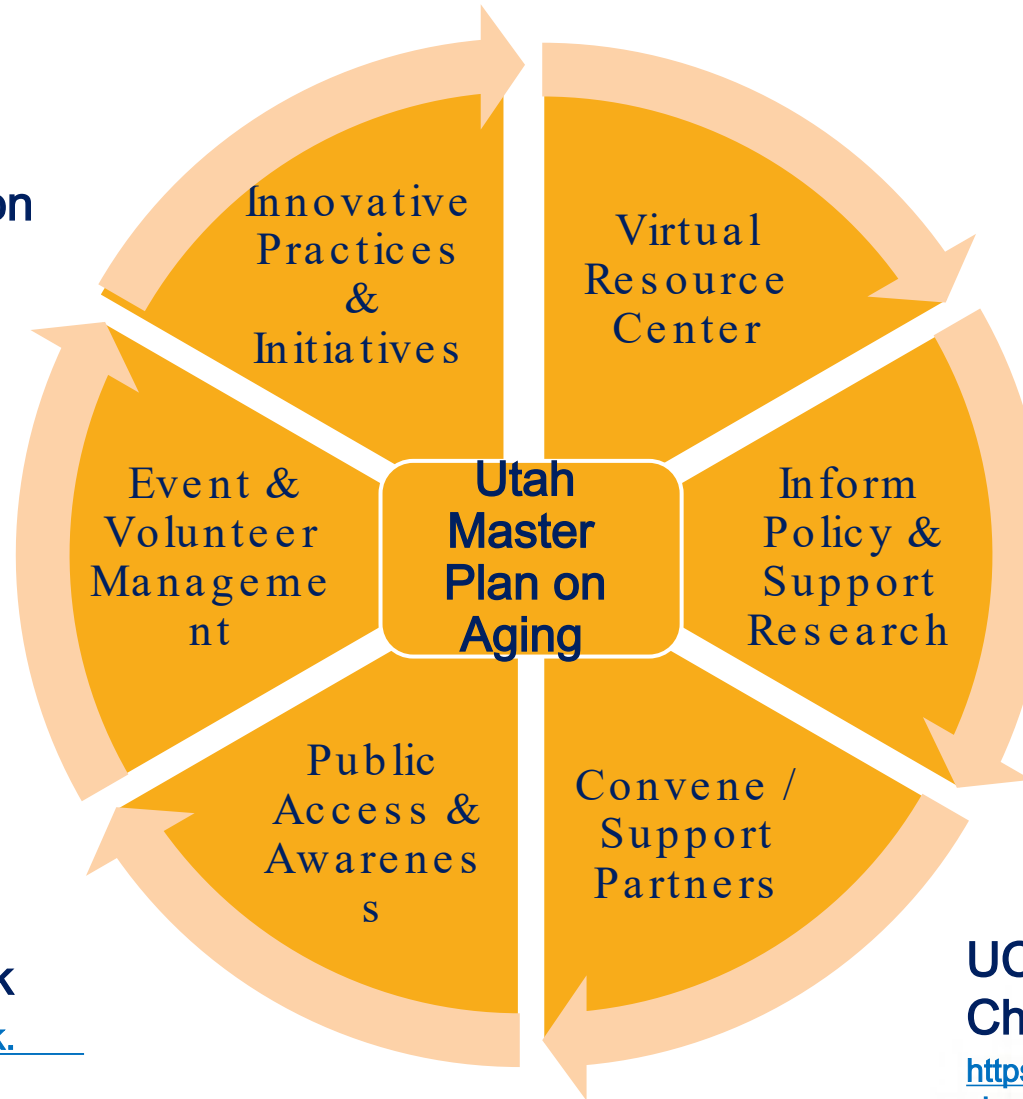 on
Innovative
Practices
&
Initiatives
Virtual
Resource
Center
Event &
Volunteer
Manageme
nt
Utah
Master
Plan on
Aging
Inform
Policy &
Support
Research
Public
Access &
Awarenes
s
Convene /
Support
Partners
k
k.
UC
Ch
https